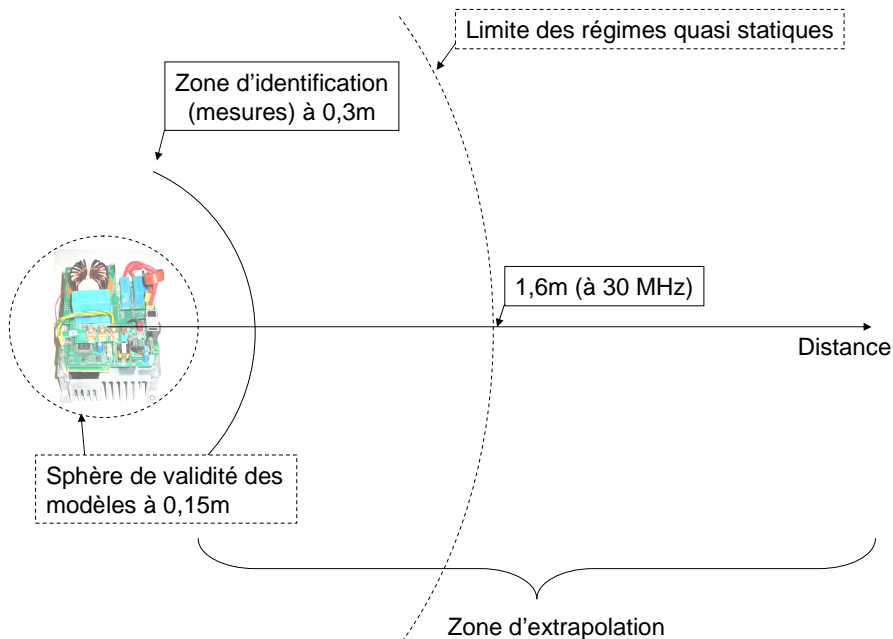 Limite des régimes quasi statiques
Zone d'identification
(mesures) à 0,3m
1,6m (à 30 MHz)
Distance
Sphère de validité des
modèles à 0,15m
Zone d'extrapolation